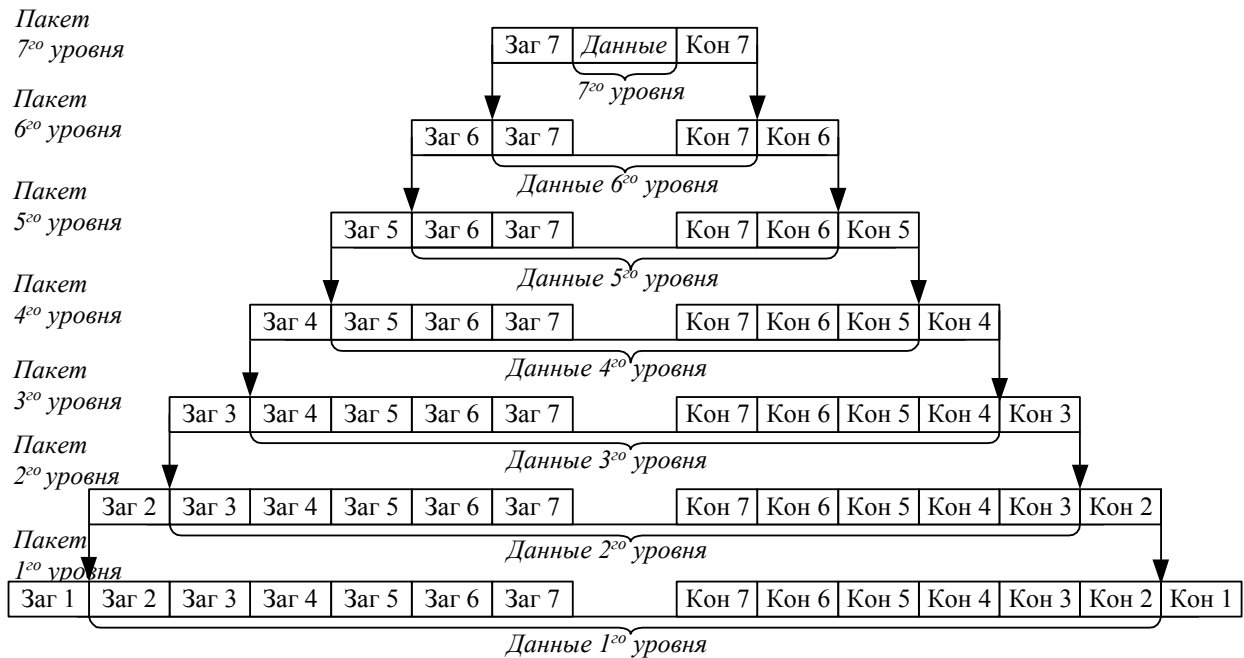 Пакет
7го уровня
Заг 7 Данные Кон 7
7го уровня
Пакет
6го уровня
Заг 6 Заг 7 Кон 7 Кон 6
Данные 6го уровня
Пакет
5го уровня
Заг 5 Заг 6 Заг 7 Кон 7 Кон 6 Кон 5
Данные 5го уровня
Пакет
4го уровня
Заг 4 Заг 5 Заг 6 Заг 7 Кон 7 Кон 6 Кон 5 Кон 4
Данные 4го уровня
Пакет
3го уровня
Заг 3 Заг 4 Заг 5 Заг 6 Заг 7 Кон 7 Кон 6 Кон 5 Кон 4 Кон 3
Данные 3го уровня
Пакет
2го уровня
Заг 2 Заг 3 Заг 4 Заг 5 Заг 6 Заг 7 Кон 7 Кон 6 Кон 5 Кон 4 Кон 3 Кон 2
Данные 2го уровня
Пакет
1го уровня
Заг 1 Заг 2 Заг 3 Заг 4 Заг 5 Заг 6 Заг 7 Кон 7 Кон 6 Кон 5 Кон 4 Кон 3 Кон 2 Кон 1
Данные 1го уровня